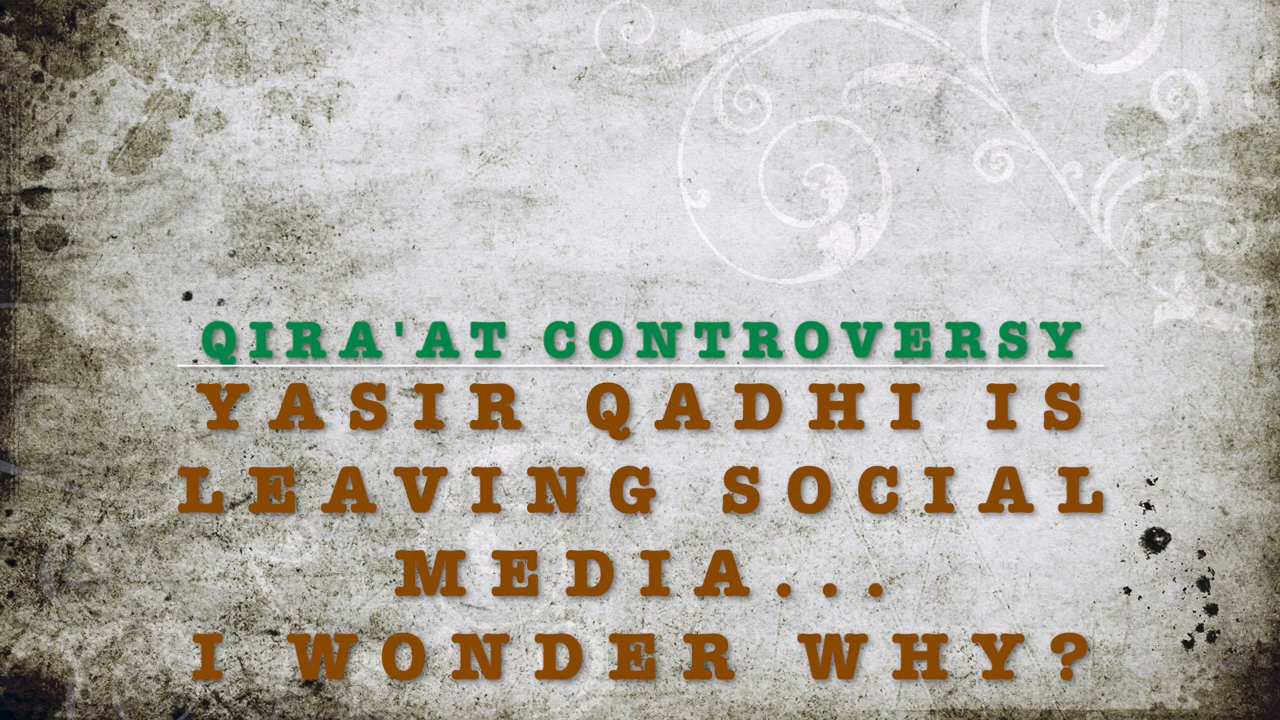 QIRA'AT CONTROVERSY
YASIR QADHI IS
LEAVING SOCIAL
MEDIA...
I WONDER WHY?